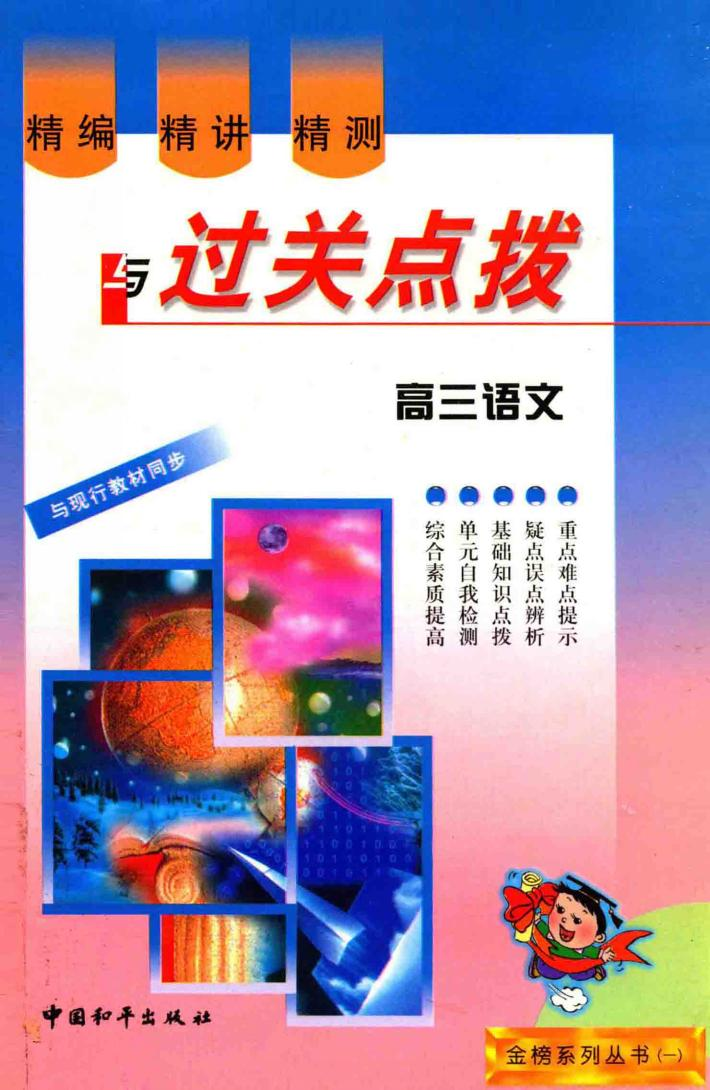 精编 精讲 精测
与过关点拨
高三语文
与现行教材同步
重点难点提示
疑点误点辨析
基础知识点拨
单元自我检测
综合素质提高
中国和平出版社
金榜系列丛书(一)